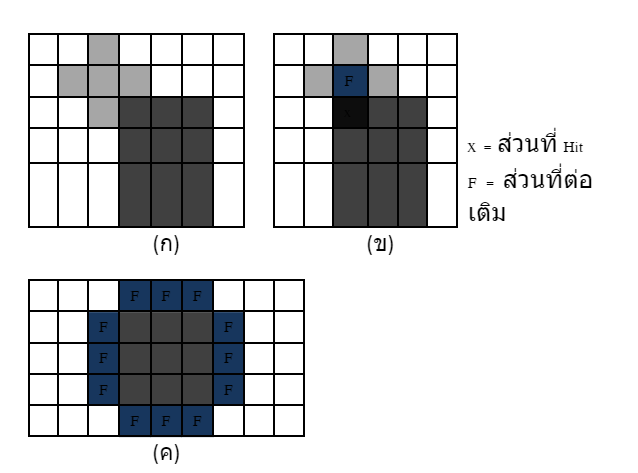 F
X
X = ส่วนที่ Hit
F = ส่วนที่ต่อ
เติม
(ก)
(ข)
F F F
F F
F F
F F
F F F
(ค)